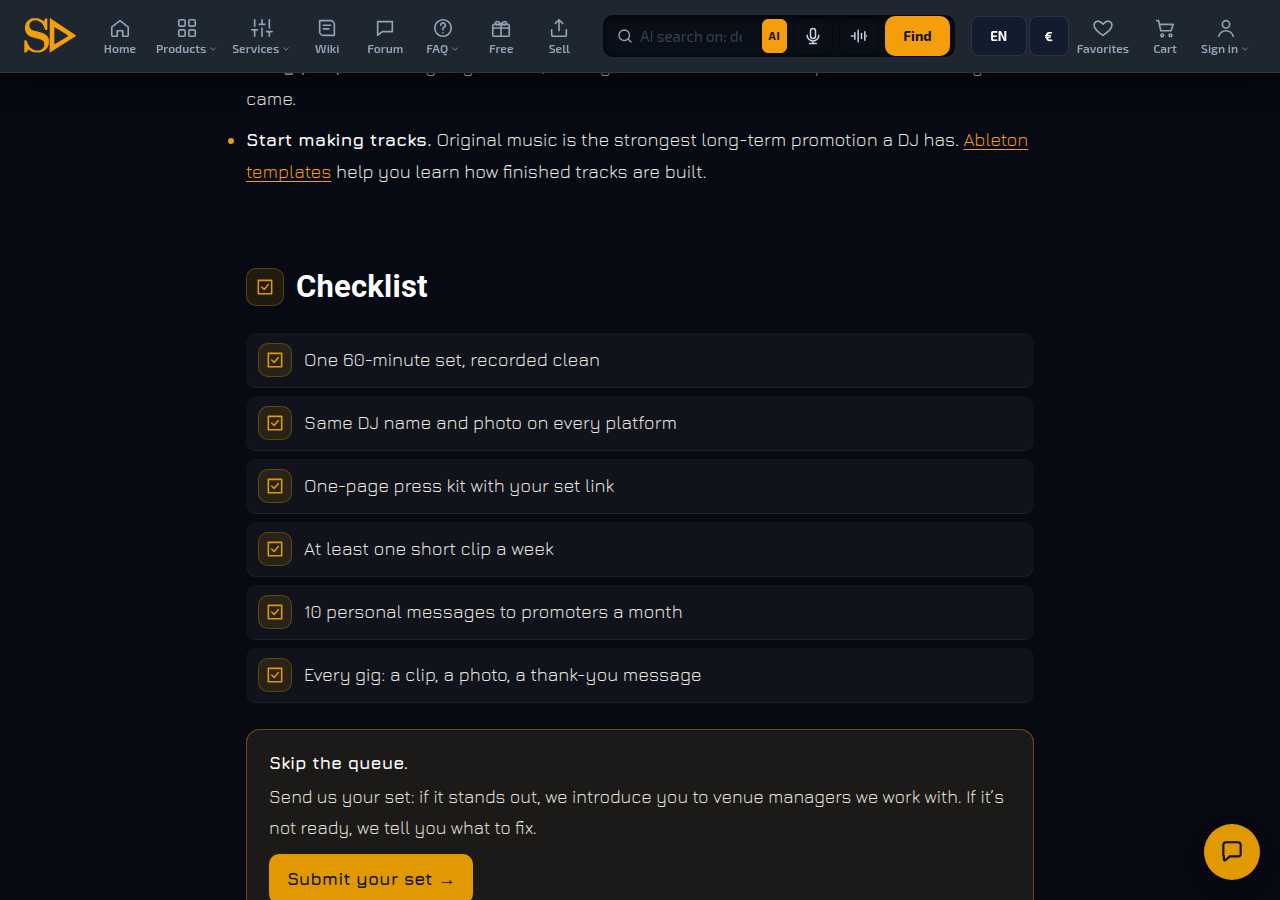 Home
Products
Services
Wiki
Forum
FAQ
Free
Sell
AI search on: de
AI
Find
EN
€
Favorites
Cart
Sign in
came.
Start making tracks. Original music is the strongest long-term promotion a DJ has. Ableton
templates help you learn how finished tracks are built.
Checklist
One 60-minute set, recorded clean
Same DJ name and photo on every platform
One-page press kit with your set link
At least one short clip a week
10 personal messages to promoters a month
Every gig: a clip, a photo, a thank-you message
Skip the queue.
Send us your set: if it stands out, we introduce you to venue managers we work with. If it's
not ready, we tell you what to fix.
Submit your set →